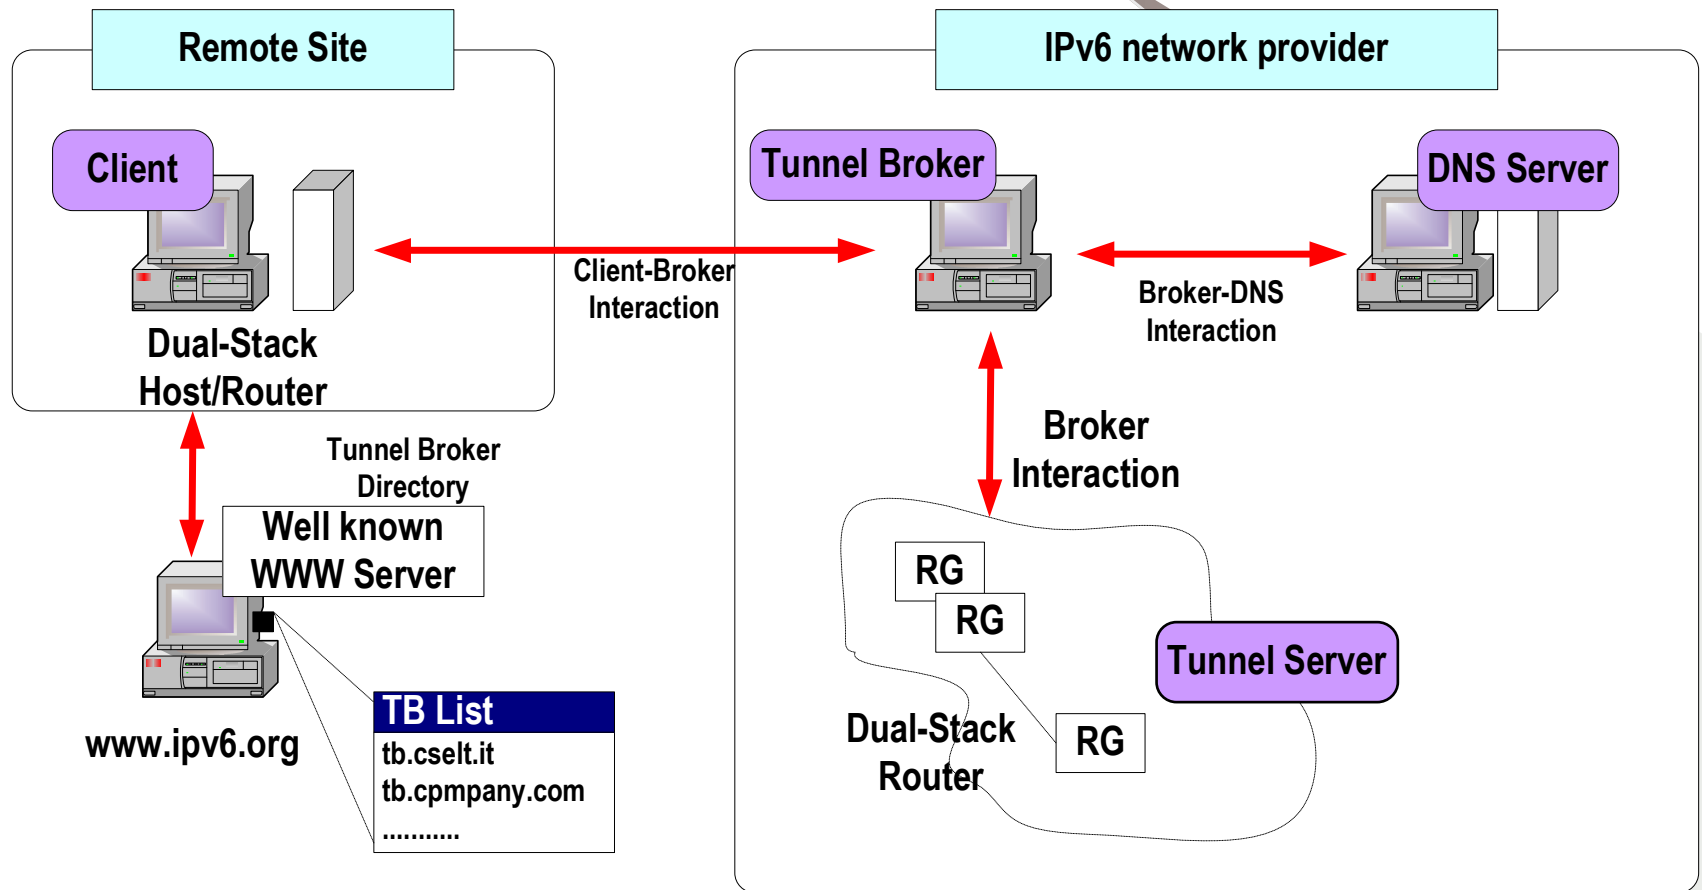 Remote Site
IPv6 network provider
Client
Tunnel Broker
DNS Server
Client-Broker
Interaction
Broker-DNS
Interaction
Dual-Stack
Host/Router
Tunnel Broker
Directory
Well known
WWW Server
Broker
Interaction
RG
RG
Tunnel Server
RG
Dual-Stack
Router
www.ipv6.org
TB List
tb.cselt.it
tb.cpmpany.com
...........